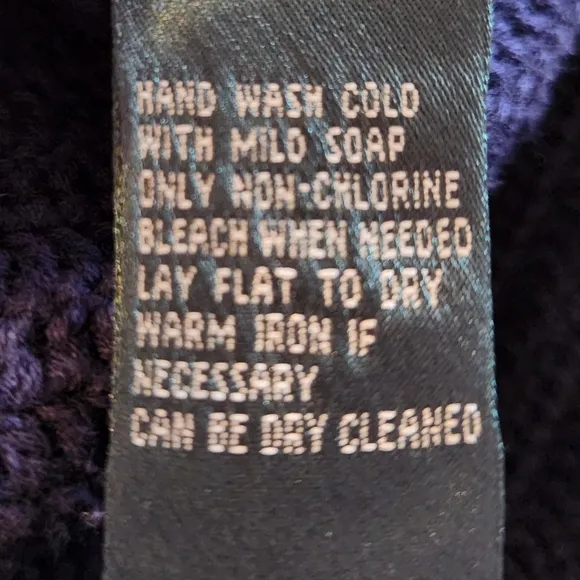 HAND WASH COLD
WITH MILD SOAP
ONLY NON-CHLORINE
BLEACH WHEN NEEDED
LAY FLAT TO DRY
WARM IRON IF
NECESSARY
CAN BE DRY CLEANED